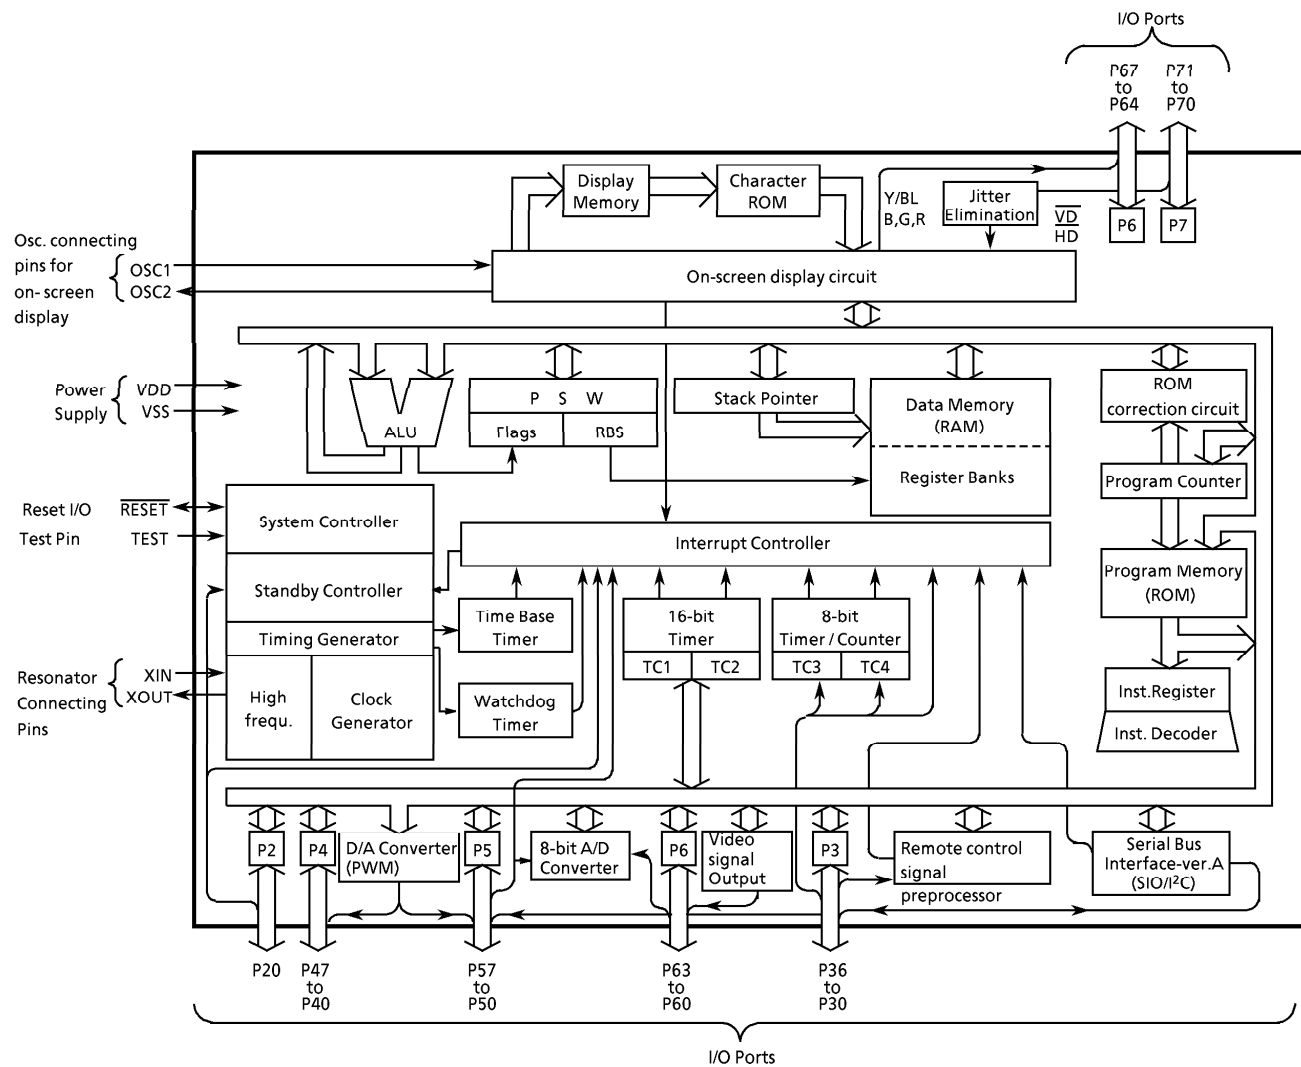 I/O Ports
P67 P71
to to
P64 P70
Display Memory
Character ROM
Y/BL
B,G,R
Jitter Elimination
VD
HD
P6 P7
Osc. connecting
pins for
on-screen
display
OSC1
OSC2
On-screen display circuit
Power
Supply
VDD
VSS
ALU
P S W
Flags RBS
Stack Pointer
Data Memory
(RAM)
Register Banks
ROM
correction circuit
Program Counter
Program Memory
(ROM)
Inst.Register
Inst. Decoder
Reset I/O RESET
Test Pin TEST
System Controller
Standby Controller
Timing Generator
High
frequ.
Clock
Generator
Resonator
Connecting
Pins
XIN
XOUT
Interrupt Controller
Time Base
Timer
Watchdog
Timer
16-bit
Timer
TC1 TC2
8-bit
Timer / Counter
TC3 TC4
P2
P4
D/A Converter
(PWM)
P5
8-bit A/D
Converter
P6
Video
signal
Output
P3
Remote control
signal
preprocessor
Serial Bus
Interface-ver.A
(SIO/I²C)
P20 P47 P57 P63 P36
to to to to
P40 P50 P60 P30
I/O Ports